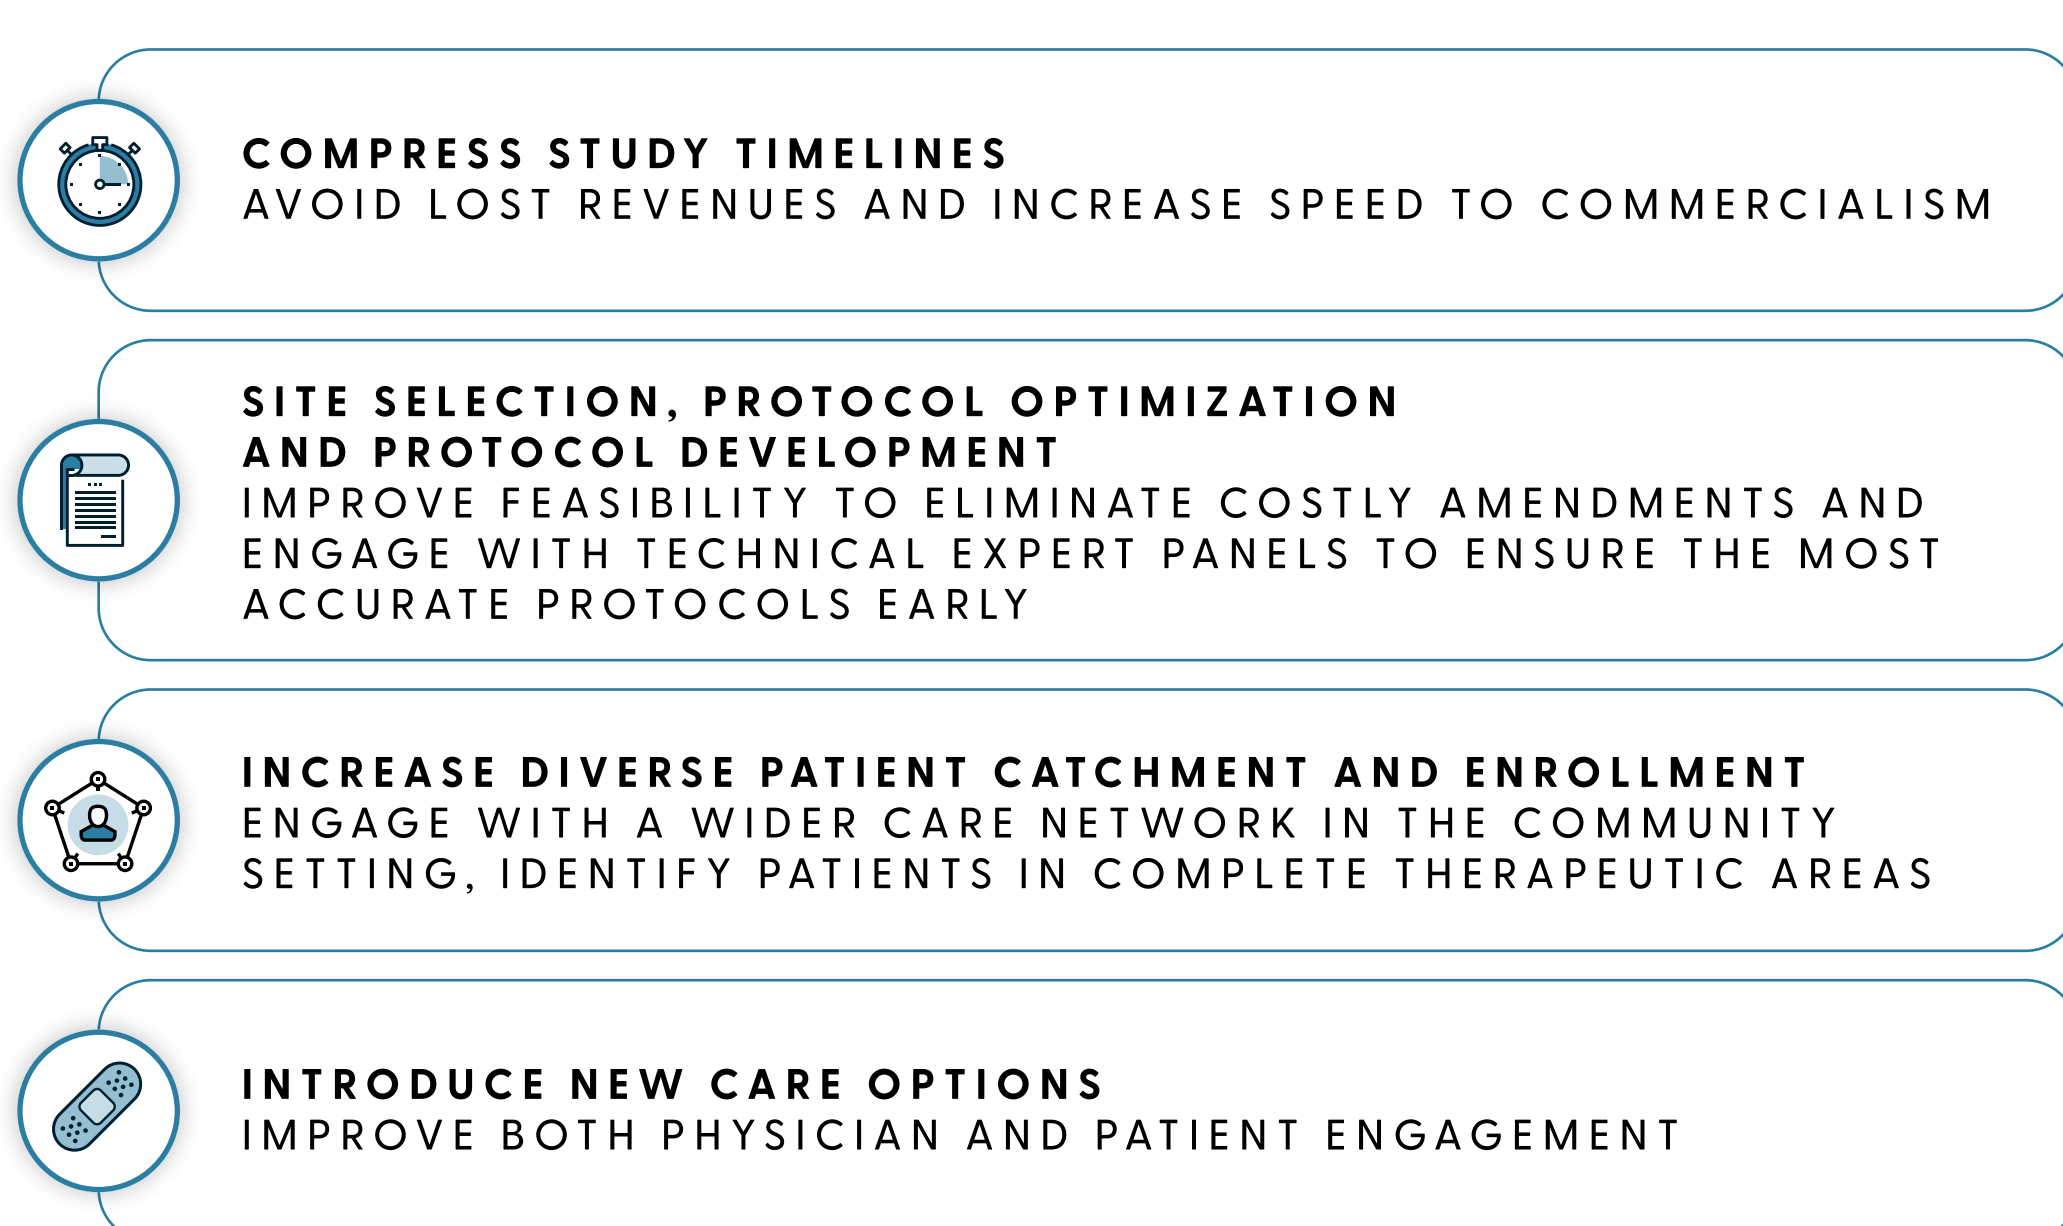 COMPRESS STUDY TIMELINES
AVOID LOST REVENUES AND INCREASE SPEED TO COMMERCIALISM
SITE SELECTION, PROTOCOL OPTIMIZATION
AND PROTOCOL DEVELOPMENT
IMPROVE FEASIBILITY TO ELIMINATE COSTLY AMENDMENTS AND
ENGAGE WITH TECHNICAL EXPERT PANELS TO ENSURE THE MOST
ACCURATE PROTOCOLS EARLY
INCREASE DIVERSE PATIENT CATCHMENT AND ENROLLMENT
ENGAGE WITH A WIDER CARE NETWORK IN THE COMMUNITY
SETTING, IDENTIFY PATIENTS IN COMPLETE THERAPEUTIC AREAS
INTRODUCE NEW CARE OPTIONS
IMPROVE BOTH PHYSICIAN AND PATIENT ENGAGEMENT